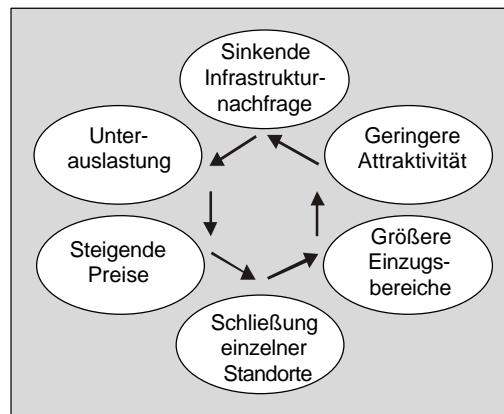 Sinkende
Infrastruktur-
nachfrage
Unter-
auslastung
Geringere
Attraktivität
Steigende
Preise
Größere
Einzugs-
bereiche
Schließung
einzelner
Standorte